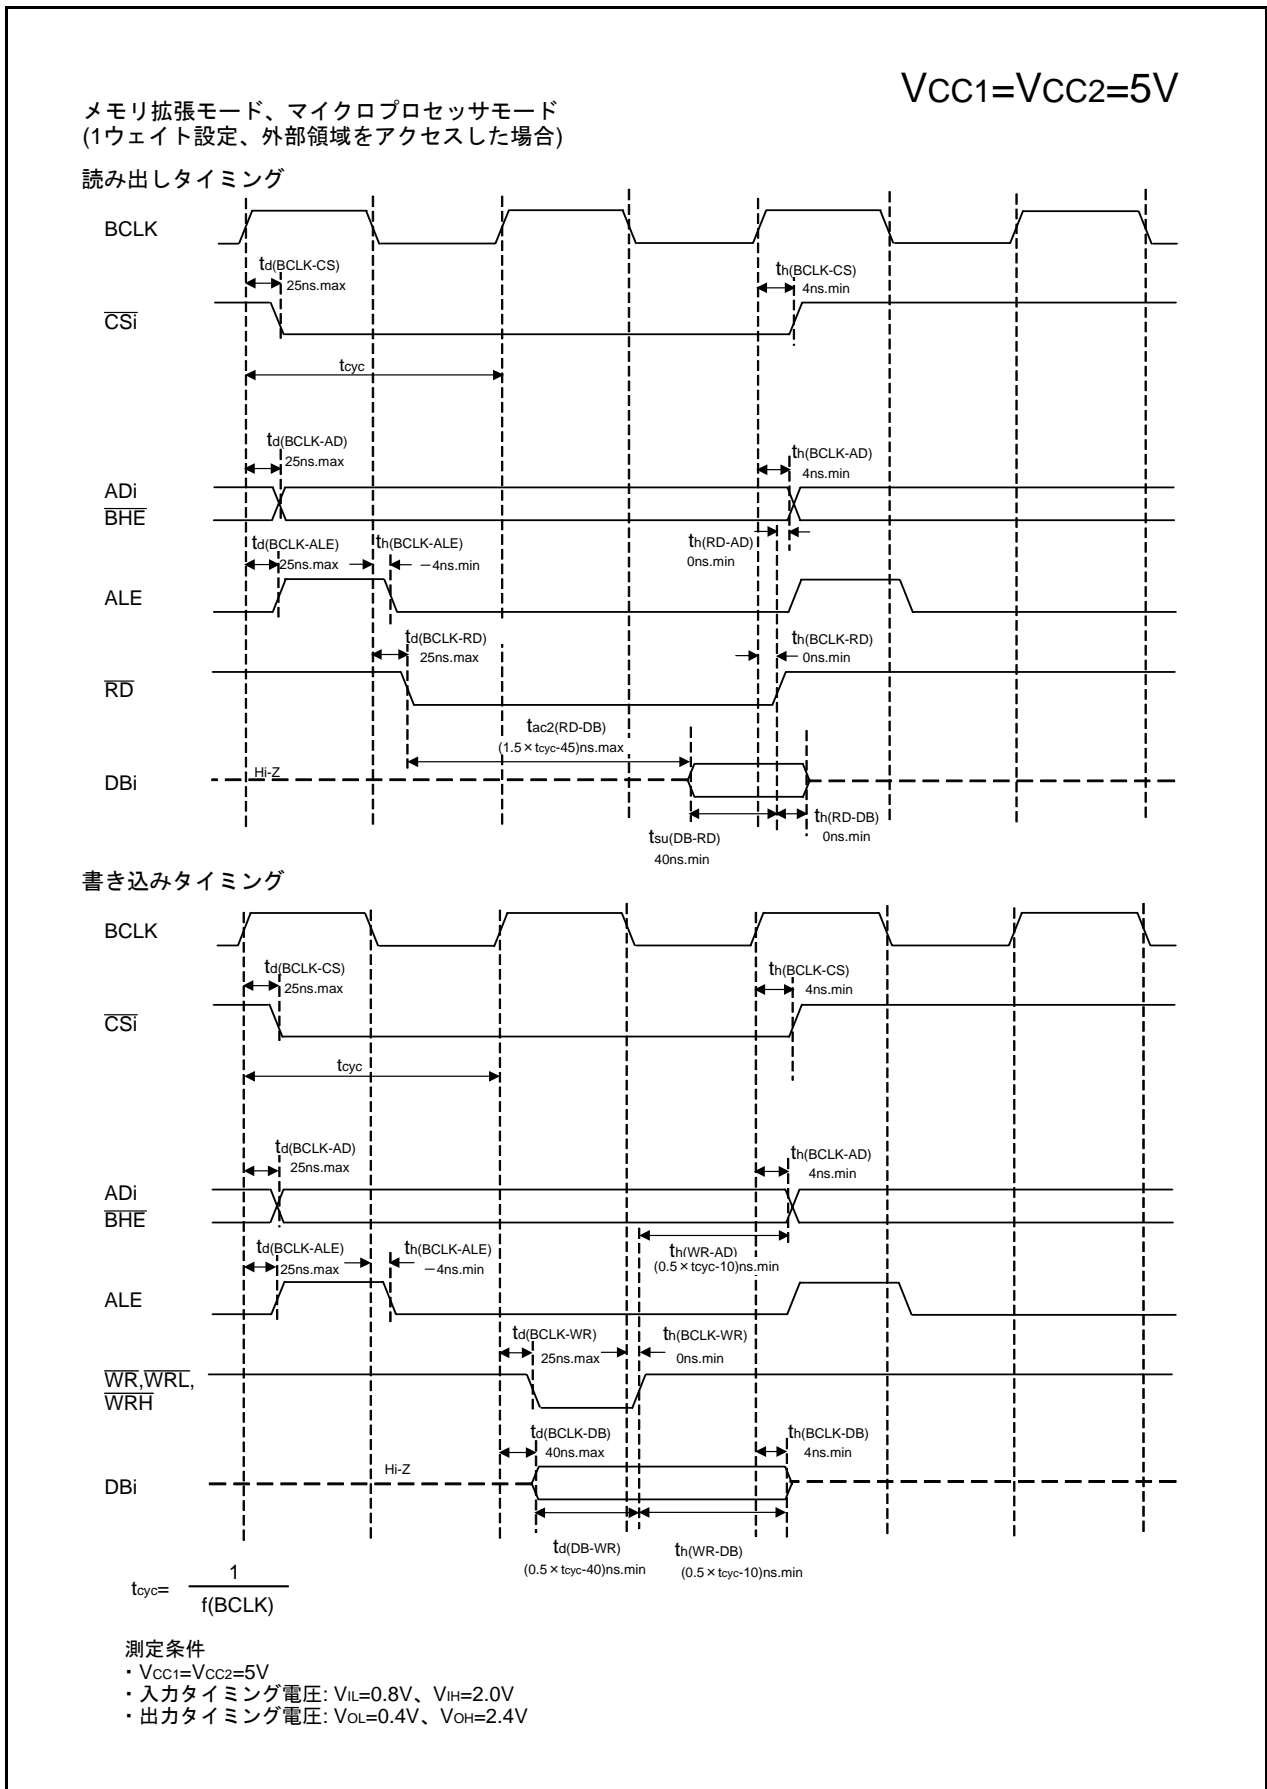 VCC1=VCC2=5V
メモリ拡張モード、マイクロプロセッサモード
(1ウェイト設定、外部領域をアクセスした場合)
読み出しタイミング
BCLK
td(BCLK-CS)
25ns.max
th(BCLK-CS)
4ns.min
CSi
tcyc
td(BCLK-AD)
25ns.max
th(BCLK-AD)
4ns.min
ADi
BHE
td(BCLK-ALE)
25ns.max
th(BCLK-ALE)
−4ns.min
th(RD-AD)
0ns.min
ALE
td(BCLK-RD)
25ns.max
th(BCLK-RD)
0ns.min
RD
tac2(RD-DB)
(1.5×tcyc-45)ns.max
DBi
Hi-Z
tsu(DB-RD)
40ns.min
th(RD-DB)
0ns.min
書き込みタイミング
BCLK
td(BCLK-CS)
25ns.max
th(BCLK-CS)
4ns.min
CSi
tcyc
td(BCLK-AD)
25ns.max
th(BCLK-AD)
4ns.min
ADi
BHE
td(BCLK-ALE)
25ns.max
th(BCLK-ALE)
−4ns.min
th(WR-AD)
(0.5×tcyc-10)ns.min
ALE
td(BCLK-WR)
25ns.max
th(BCLK-WR)
0ns.min
WR,WRL,
WRH
td(BCLK-DB)
40ns.max
th(BCLK-DB)
4ns.min
Hi-Z
DBi
td(DB-WR)
(0.5×tcyc-40)ns.min
th(WR-DB)
(0.5×tcyc-10)ns.min
tcyc=
1
f(BCLK)
測定条件
・VCC1=VCC2=5V
・入力タイミング電圧: VIL=0.8V、VIH=2.0V
・出力タイミング電圧: VOL=0.4V、VOH=2.4V